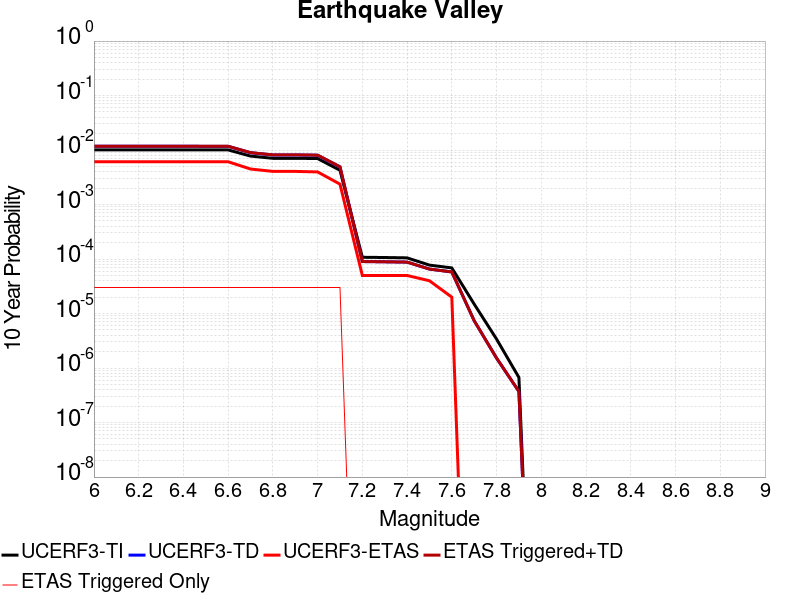 Earthquake Valley
10^0
10^-1
10^-2
10^-3
10^-4
10^-5
10^-6
10^-7
10^-8
10 Year Probability
6 6.2 6.4 6.6 6.8 7 7.2 7.4 7.6 7.8 8 8.2 8.4 8.6 8.8 9
Magnitude
UCERF3-TI UCERF3-TD UCERF3-ETAS ETAS Triggered+TD
ETAS Triggered Only